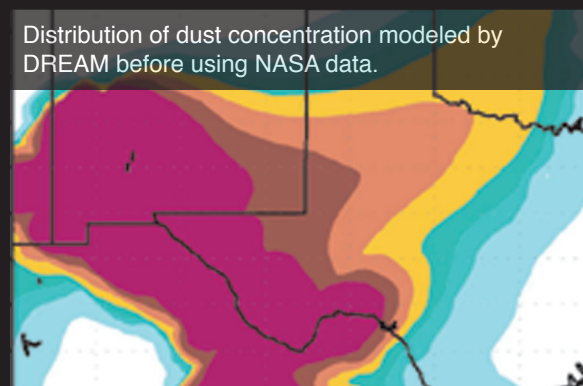 Distribution of dust concentration modeled by
DREAM before using NASA data.